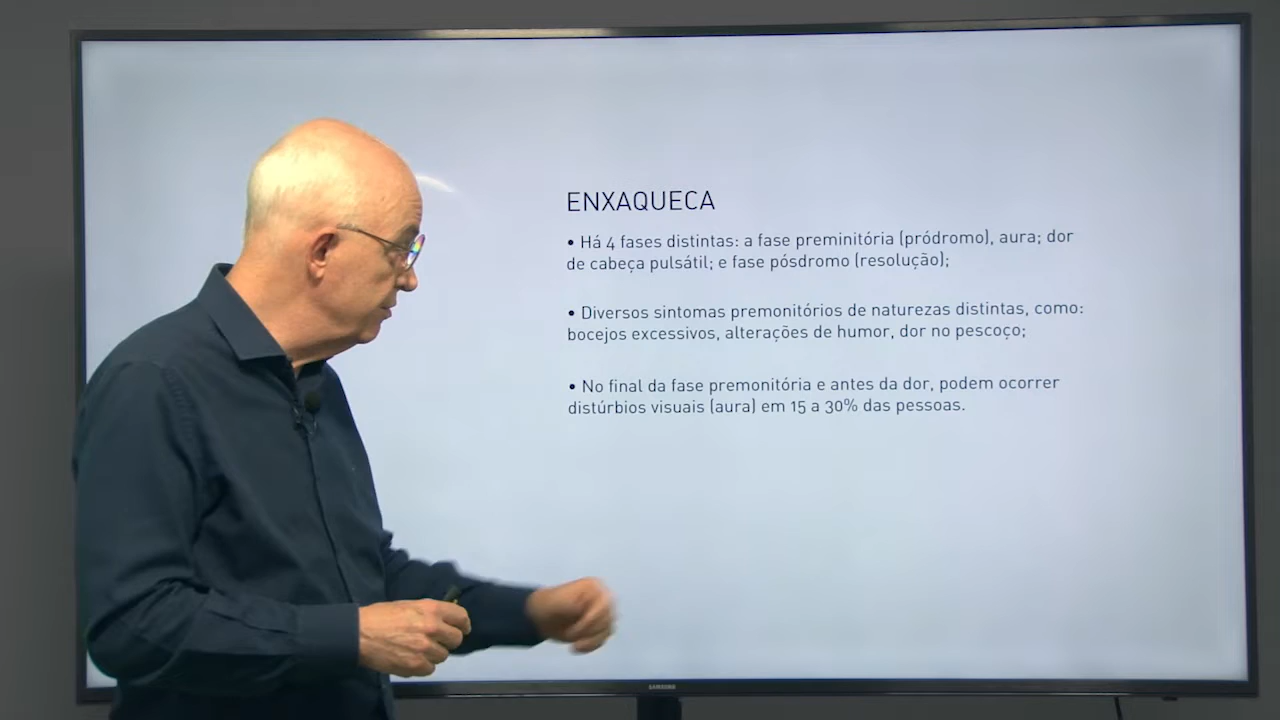 ENXAQUECA
• Há 4 fases distintas: a fase preminitória (pródromo), aura; dor
de cabeça pulsátil; e fase pósdromo (resolução);
• Diversos sintomas premonitórios de naturezas distintas, como:
bocejos excessivos, alterações de humor, dor no pescoço;
• No final da fase premonitória e antes da dor, podem ocorrer
distúrbios visuais (aura) em 15 a 30% das pessoas.
SAMSUNG